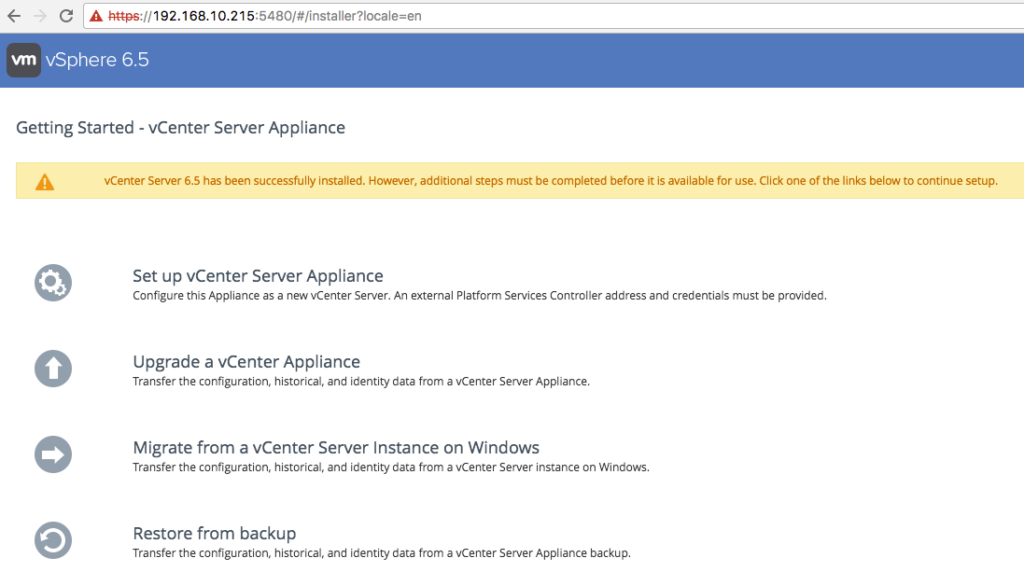 https://192.168.10.215:5480/#/installer?locale=en
vm vSphere 6.5
Getting Started - vCenter Server Appliance
vCenter Server 6.5 has been successfully installed. However, additional steps must be completed before it is available for use. Click one of the links below to continue setup.
Set up vCenter Server Appliance
Configure this Appliance as a new vCenter Server. An external Platform Services Controller address and credentials must be provided.
Upgrade a vCenter Appliance
Transfer the configuration, historical, and identity data from a vCenter Server Appliance.
Migrate from a vCenter Server Instance on Windows
Transfer the configuration, historical, and identity data from a vCenter Server instance on Windows.
Restore from backup
Transfer the configuration, historical, and identity data from a vCenter Server Appliance backup.